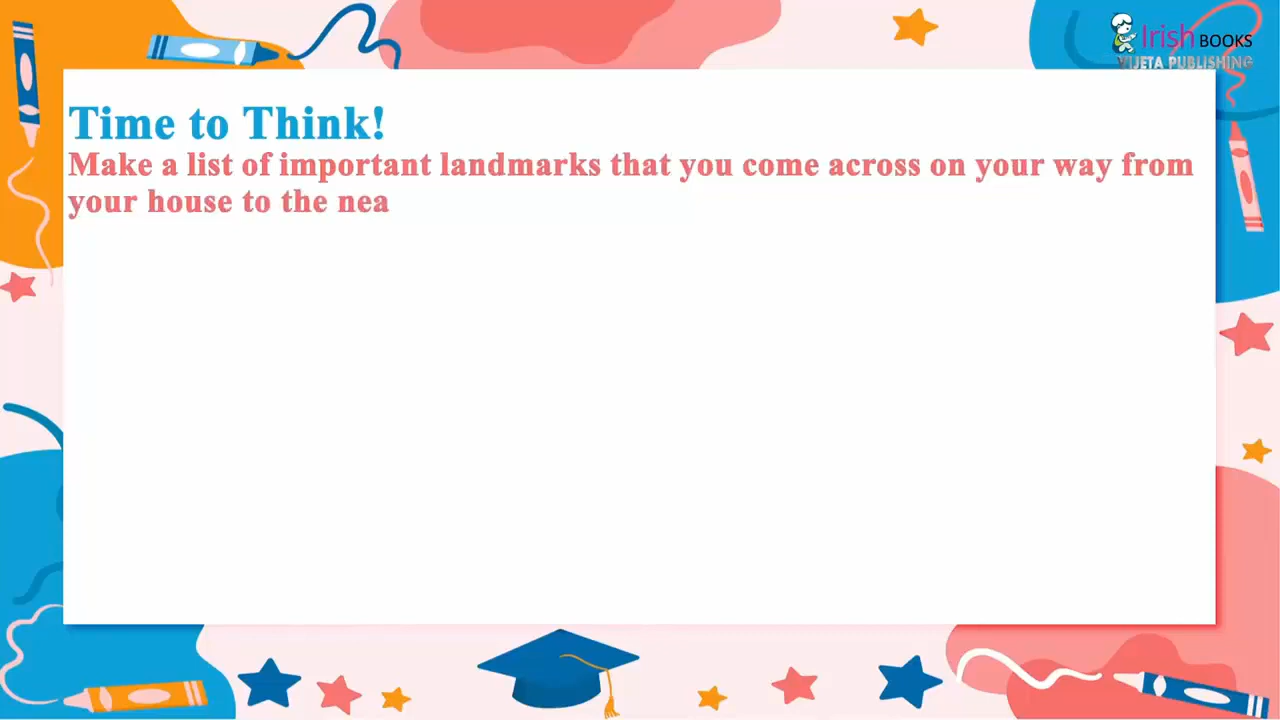 Irish BOOKS
VIJETA PUBLISHING
Time to Think!
Make a list of important landmarks that you come across on your way from
your house to the nea